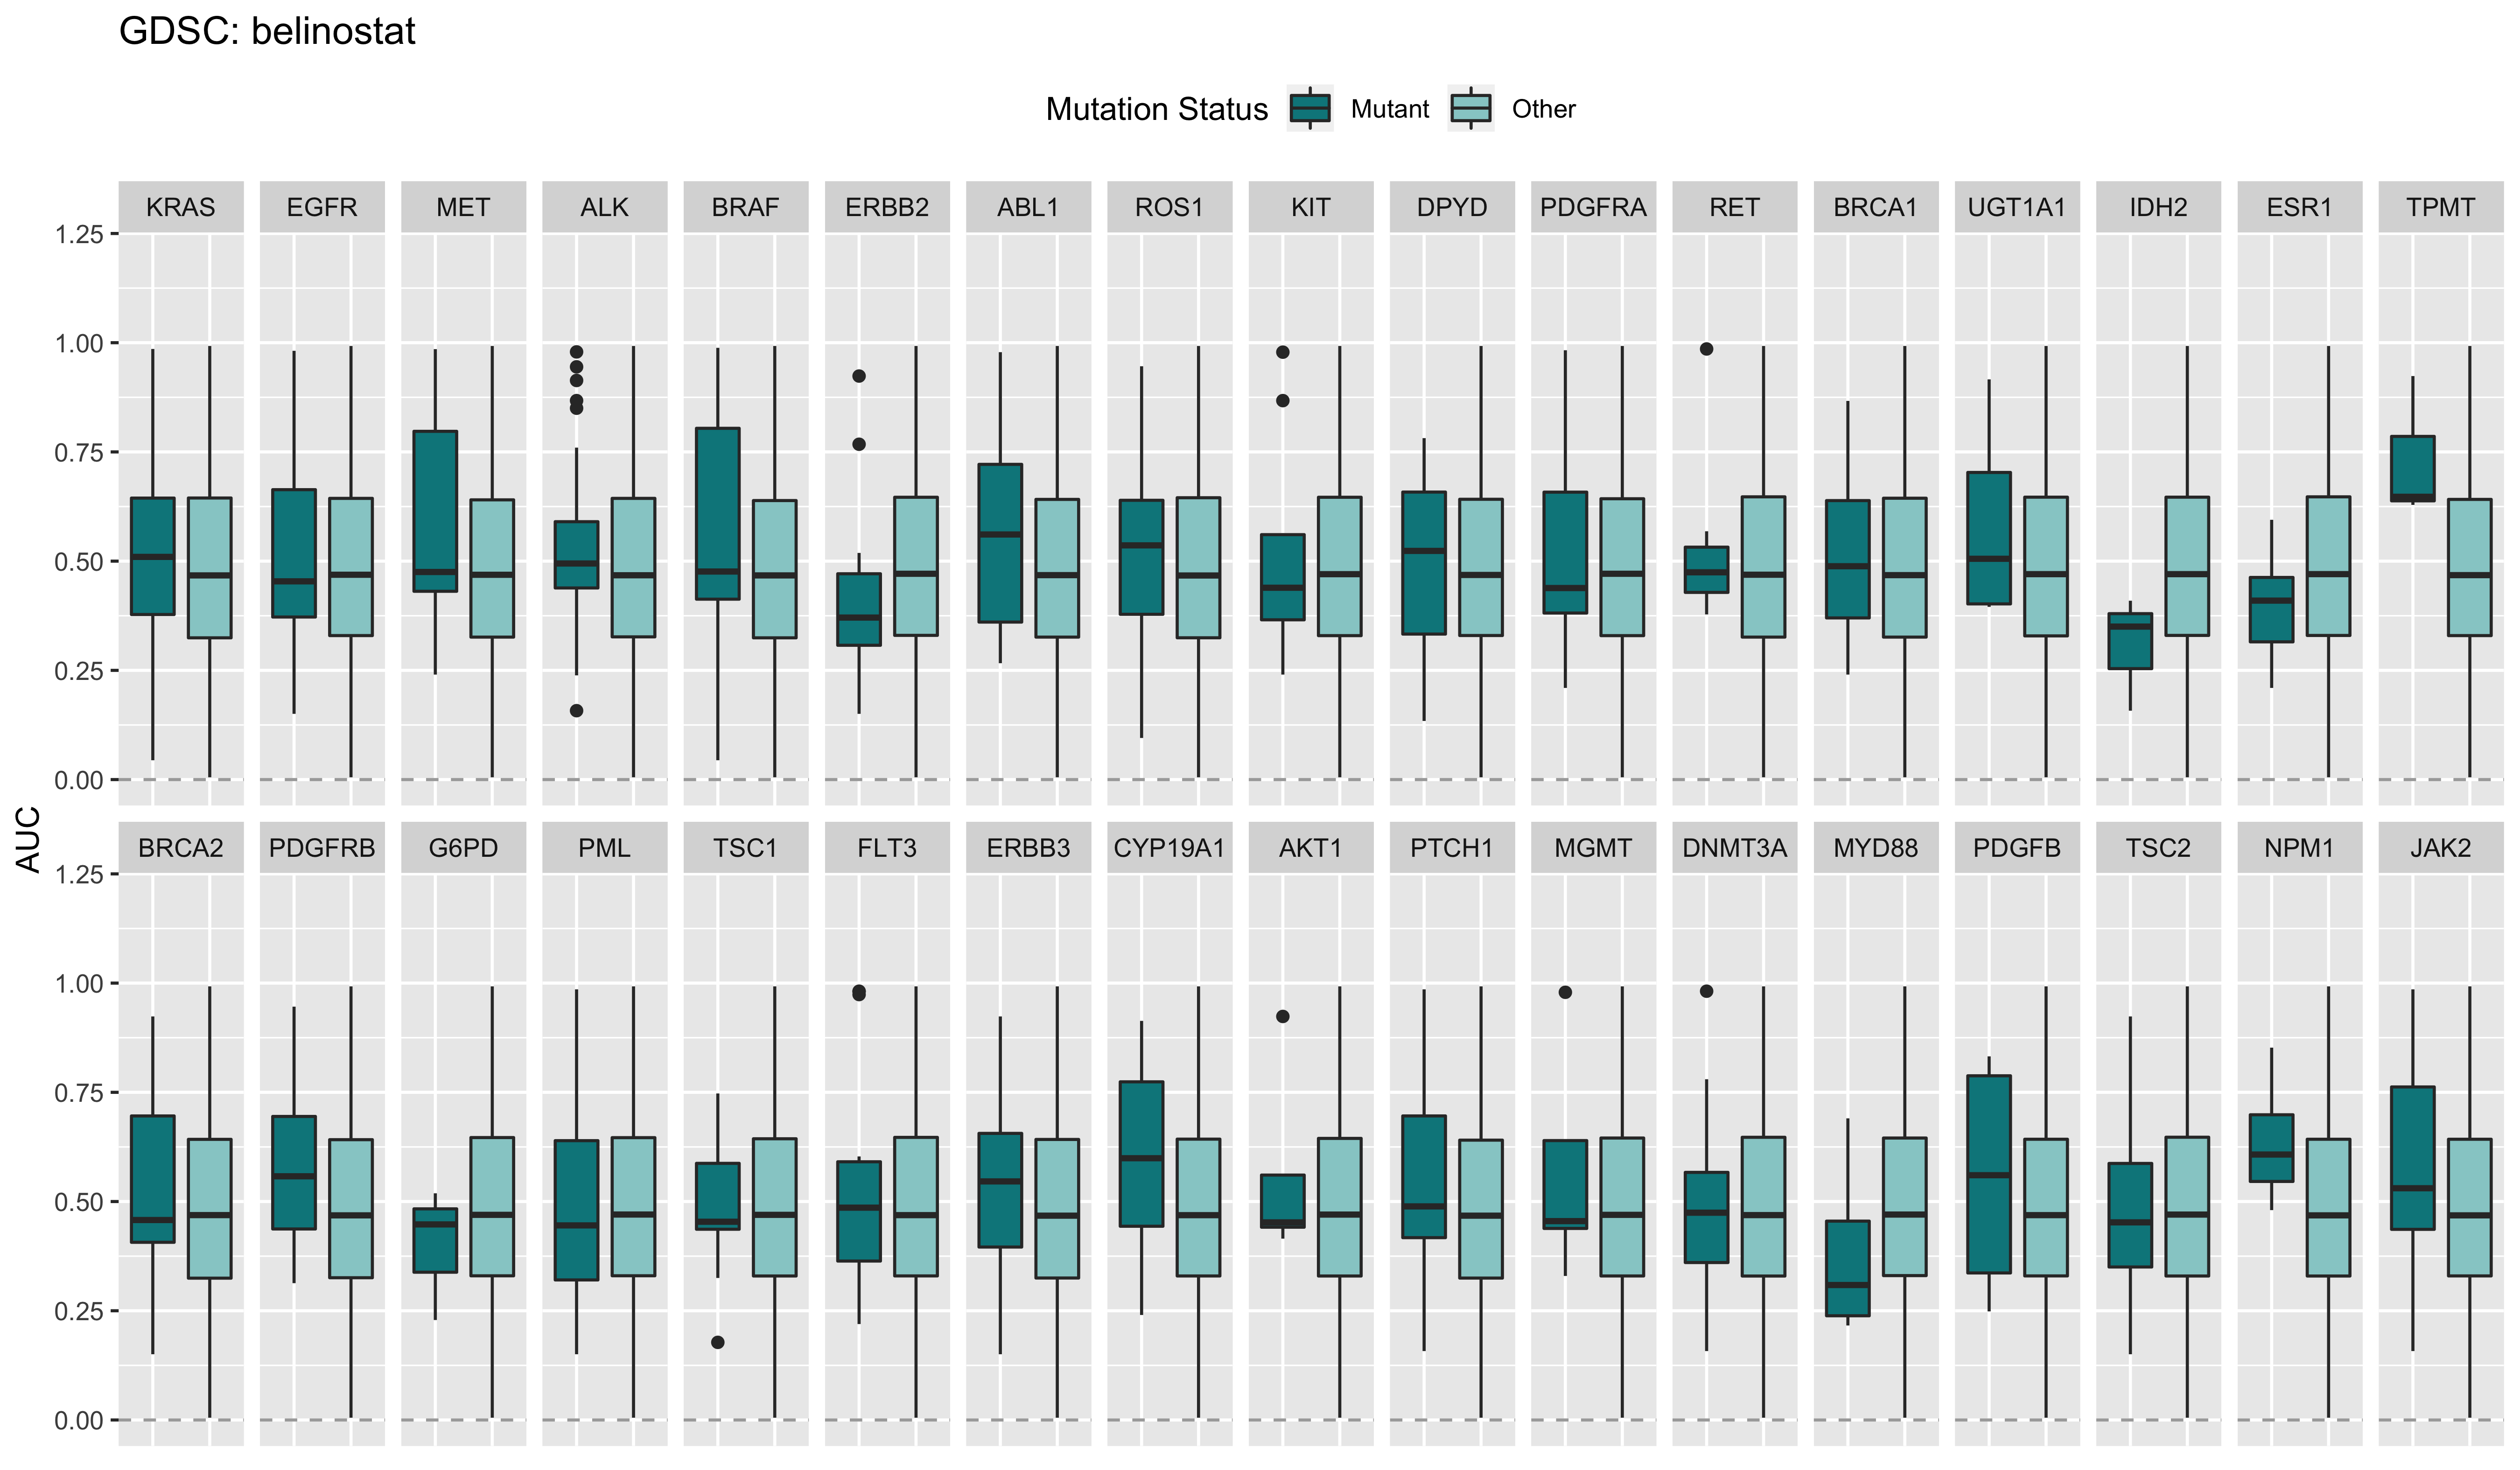 GDSC: belinostat
Mutation Status Mutant Other
KRAS EGFR MET ALK BRAF ERBB2 ABL1 ROS1 KIT DPYD PDGFRA RET BRCA1 UGT1A1 IDH2 ESR1 TPMT
1.25
1.00
0.75
0.50
0.25
0.00
AUC
BRCA2 PDGFRB G6PD PML TSC1 FLT3 ERBB3 CYP19A1 AKT1 PTCH1 MGMT DNMT3A MYD88 PDGFB TSC2 NPM1 JAK2
1.25
1.00
0.75
0.50
0.25
0.00